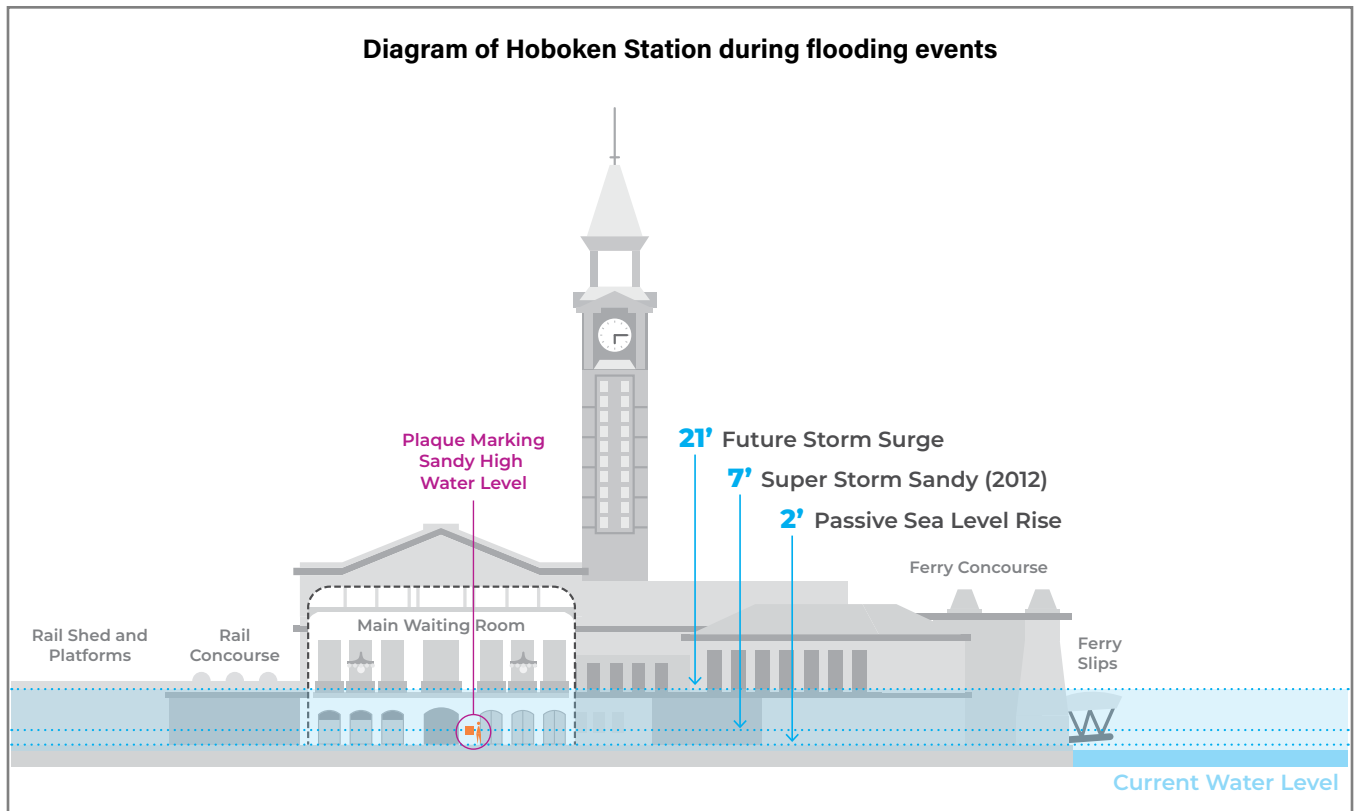 Diagram of Hoboken Station during flooding events
Plaque Marking
Sandy High
Water Level
21’ Future Storm Surge
7’ Super Storm Sandy (2012)
2’ Passive Sea Level Rise
Ferry Concourse
Rail Shed and
Platforms
Rail
Concourse
Main Waiting Room
Ferry
Slips
Current Water Level